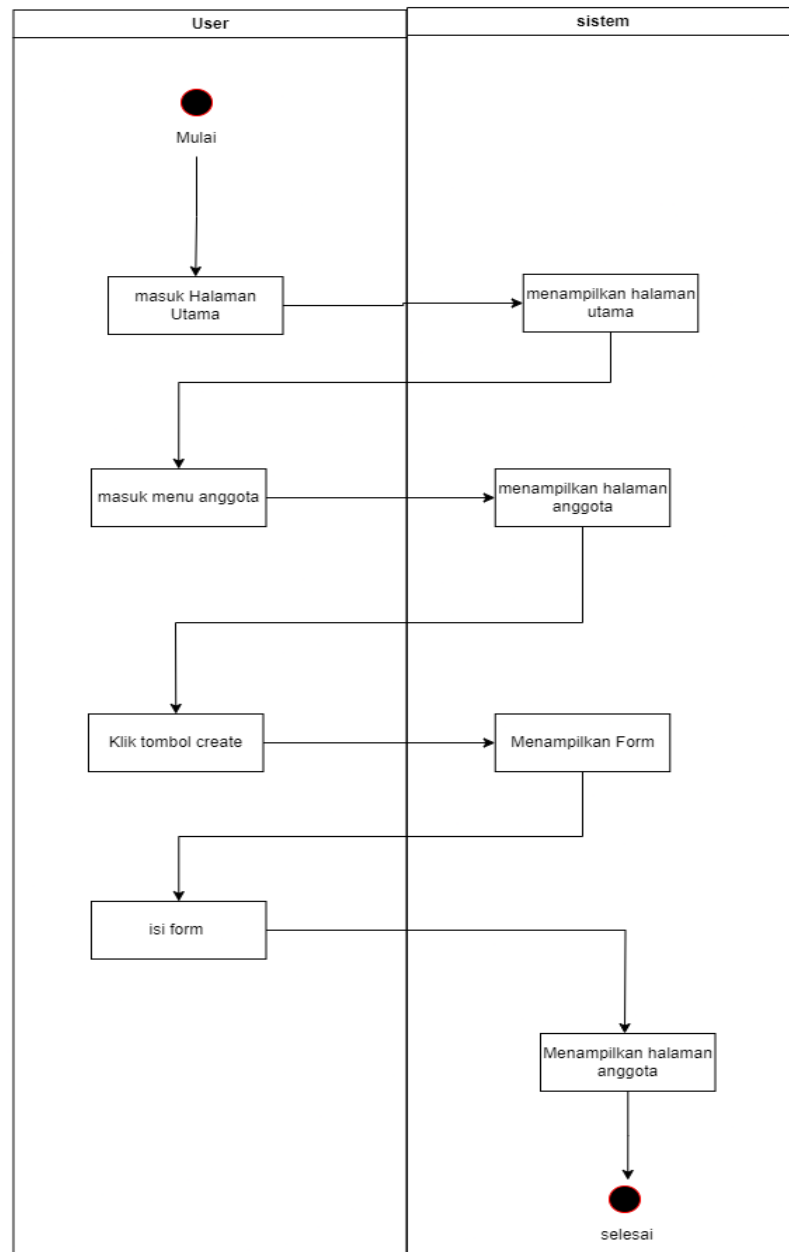 User
sistem
Mulai
masuk Halaman
Utama
menampilkan halaman
utama
masuk menu anggota
menampilkan halaman
anggota
Klik tombol create
Menampilkan Form
isi form
Menampilkan halaman
anggota
selesai